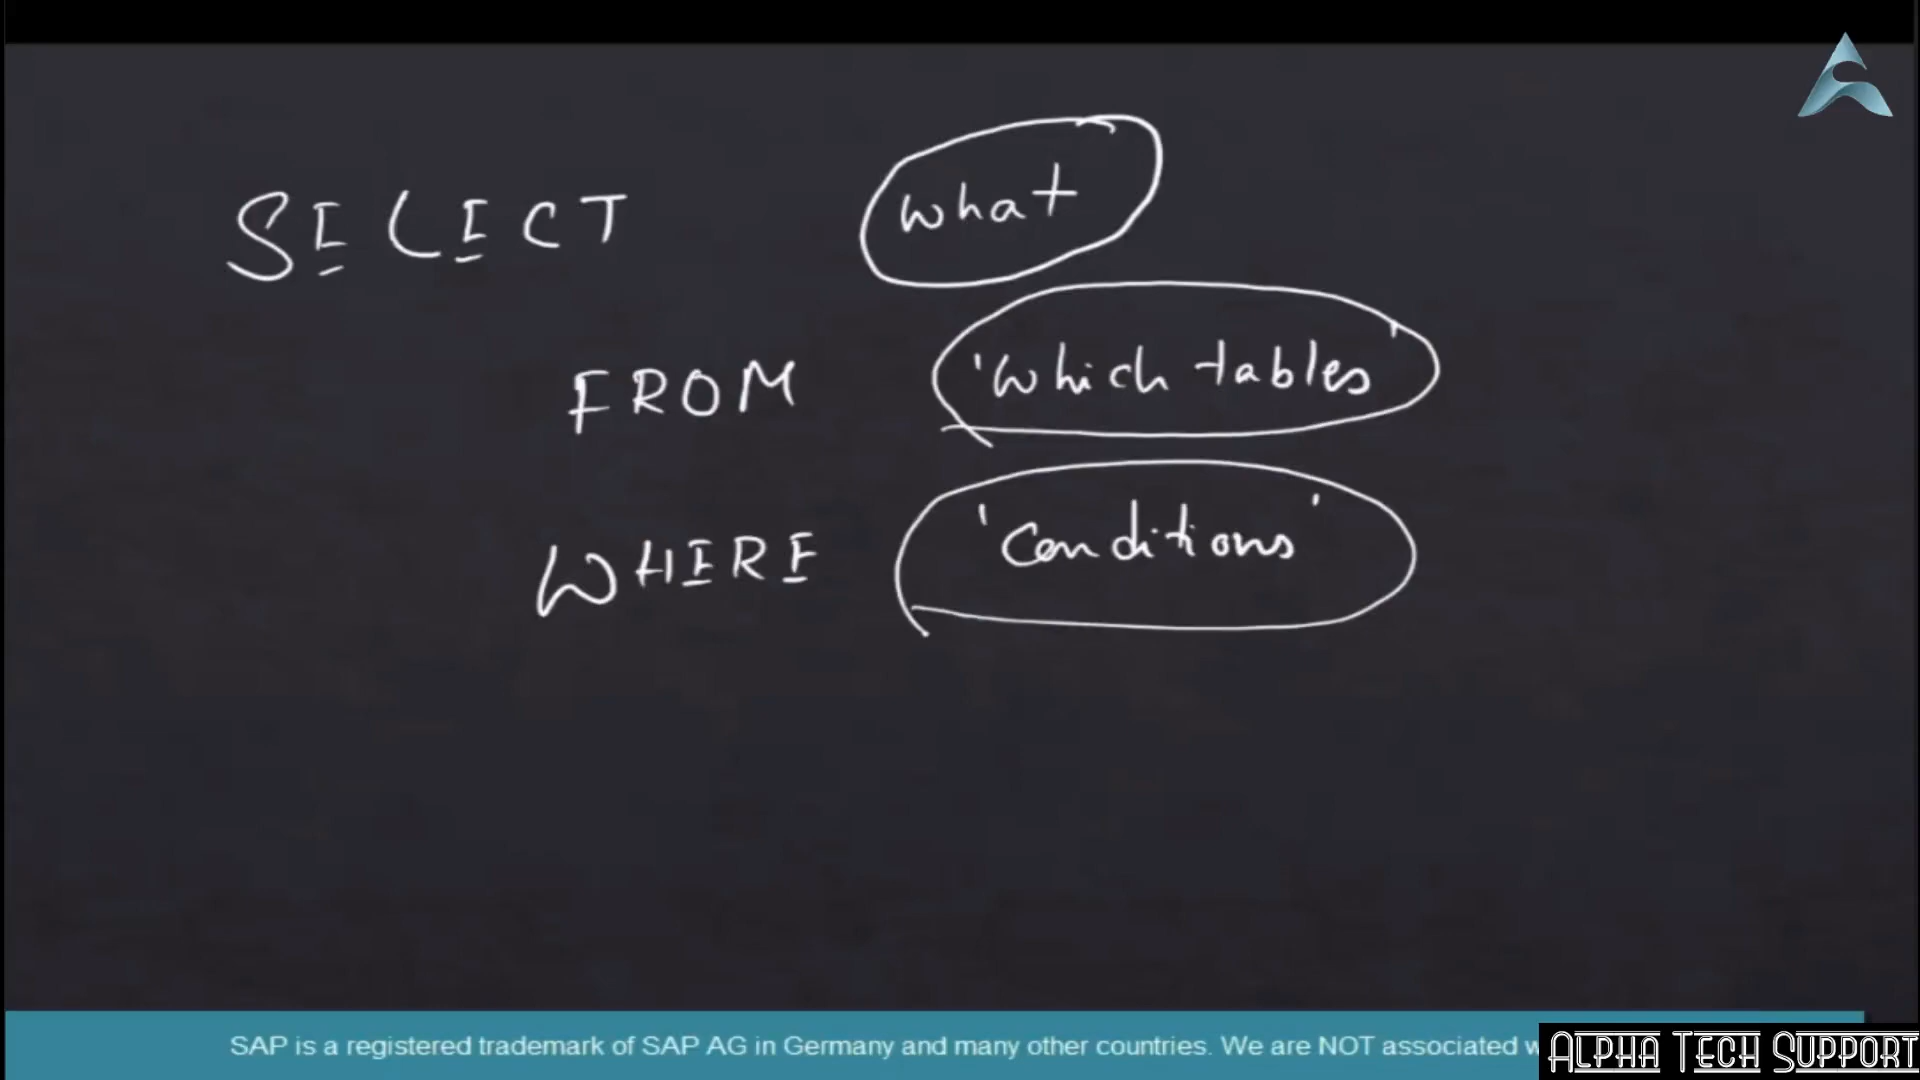 SELECT what
FROM 'which tables'
WHERE 'conditions'
SAP is a registered trademark of SAP AG in Germany and many other countries. We are NOT associated
ALPHA TECH SUPPORT